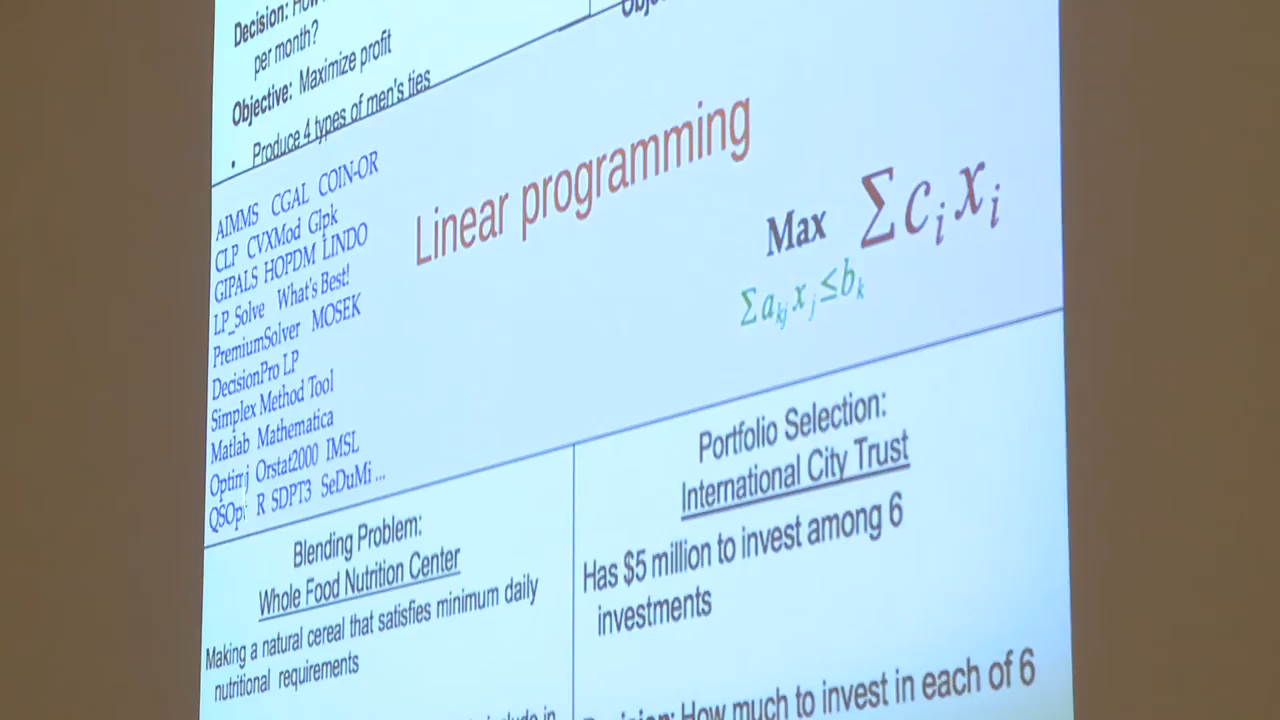 Decision:
per month?
Objective: Maximize profit
• Produce 4 types of men's ties
AIMMS CGAL COIN-OR
CLP CVXMod Glpk
GIPALS HOPDM LINDO
LP_Solve What's Best!
PremiumSolver MOSEK
DecisionPro LP
Simplex Method Tool
Matlab Mathematica
Optimj Orstat2000 IMSL
QSOpt R SDPT3 SeDuMi ...
Linear programming
Max ∑c_i x_i
∑a_kj x_j ≤ b_k
Blending Problem:
Whole Food Nutrition Center
Making a natural cereal that satisfies minimum daily
nutritional requirements
include in
Portfolio Selection:
International City Trust
Has $5 million to invest among 6
investments
How much to invest in each of 6